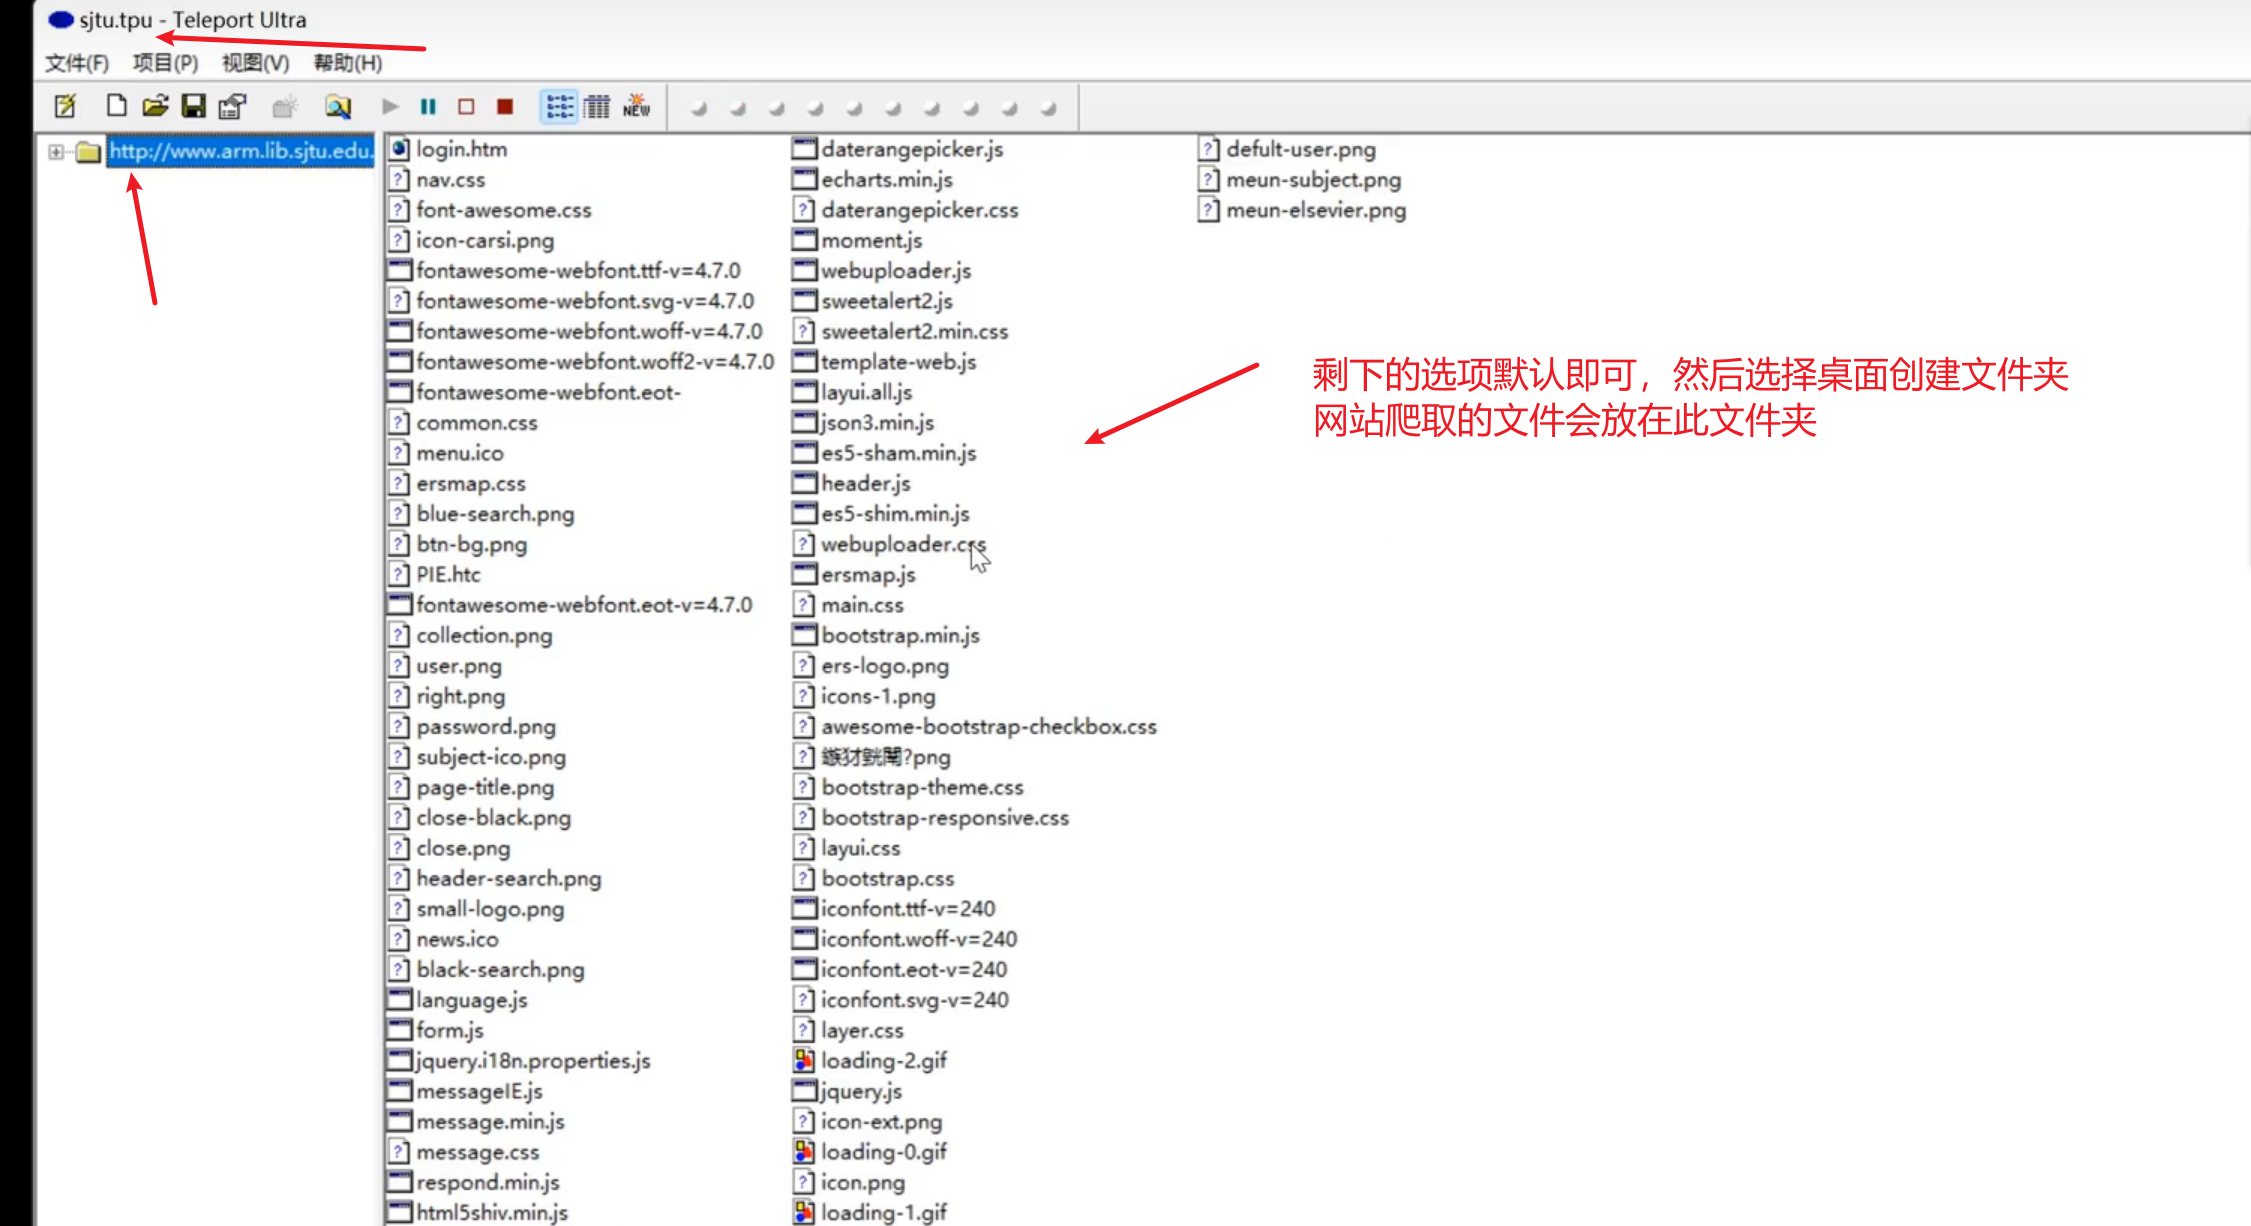 sjtu.tpu - Teleport Ultra
文件(F) 项目(P) 视图(V) 帮助(H)
NEW
http://www.arm.lib.sjtu.edu.
login.htm
nav.css
font-awesome.css
icon-carsi.png
fontawesome-webfont.ttf-v=4.7.0
fontawesome-webfont.svg-v=4.7.0
fontawesome-webfont.woff-v=4.7.0
fontawesome-webfont.woff2-v=4.7.0
fontawesome-webfont.eot-
common.css
menu.ico
ersmap.css
blue-search.png
btn-bg.png
PIE.htc
fontawesome-webfont.eot-v=4.7.0
collection.png
user.png
right.png
password.png
subject-ico.png
page-title.png
close-black.png
close.png
header-search.png
small-logo.png
news.ico
black-search.png
language.js
form.js
jquery.i18n.properties.js
messageIE.js
message.min.js
message.css
respond.min.js
html5shiv.min.js
daterangepicker.js
echarts.min.js
daterangepicker.css
moment.js
webuploader.js
sweetalert2.js
sweetalert2.min.css
template-web.js
layui.all.js
json3.min.js
es5-sham.min.js
header.js
es5-shim.min.js
webuploader.css
ersmap.js
main.css
bootstrap.min.js
ers-logo.png
icons-1.png
awesome-bootstrap-checkbox.css
?png
bootstrap-theme.css
bootstrap-responsive.css
layui.css
bootstrap.css
iconfont.ttf-v=240
iconfont.woff-v=240
iconfont.eot-v=240
iconfont.svg-v=240
layer.css
loading-2.gif
jquery.js
icon-ext.png
loading-0.gif
icon.png
loading-1.gif
defult-user.png
meun-subject.png
meun-elsevier.png
剩下的选项默认即可，然后选择桌面创建文件夹
网站爬取的文件会放在此文件夹